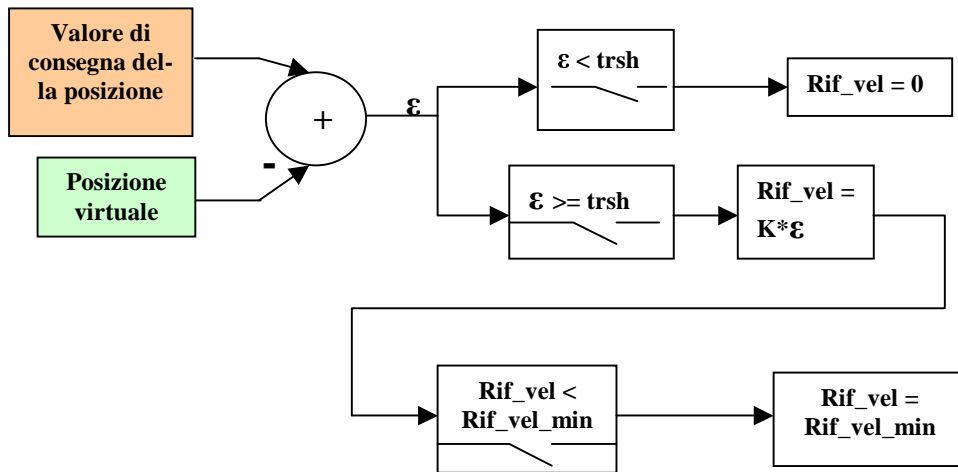 Valore di
consegna del-
la posizione
+
-
Posizione
virtuale
ε
ε < trsh
Rif_vel = 0
ε >= trsh
Rif_vel =
K*ε
Rif_vel <
Rif_vel_min
Rif_vel =
Rif_vel_min